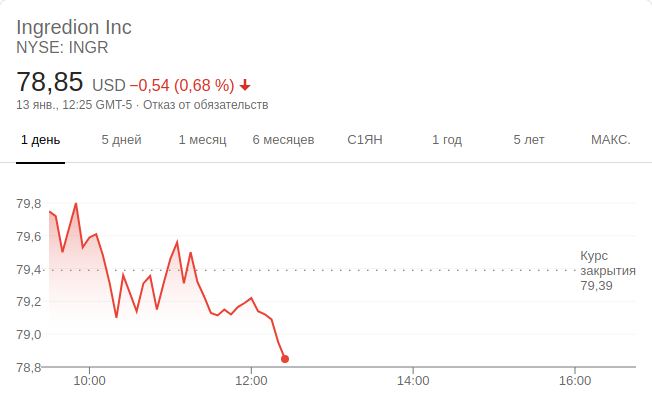 Ingredion Inc
NYSE: INGR
78,85 USD −0,54 (0,68 %)
13 янв., 12:25 GMT-5 · Отказ от обязательств
1 день 5 дней 1 месяц 6 месяцев С1ЯН 1 год 5 лет МАКС.
79,8
79,6
79,4
79,2
79,0
78,8
Курс
закрытия
79,39
10:00 12:00 14:00 16:00